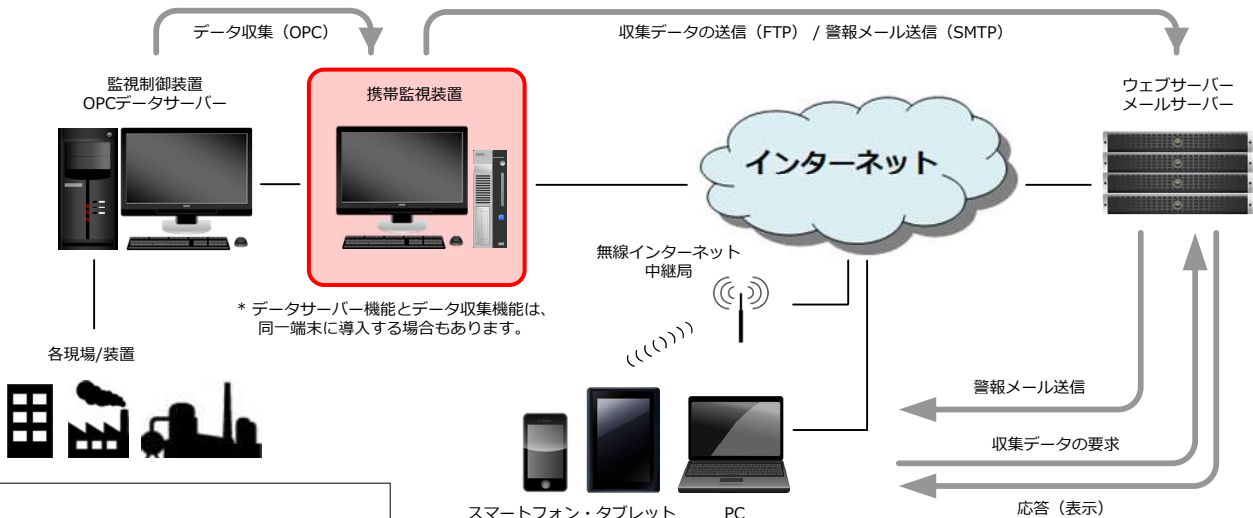 データ収集（OPC）
収集データの送信（FTP） / 警報メール送信（SMTP）
監視制御装置
OPCデータサーバー
携帯監視装置
ウェブサーバー
メールサーバー
インターネット
無線インターネット
中継局
* データサーバー機能とデータ収集機能は、
同一端末に導入する場合もあります。
各現場/装置
警報メール送信
収集データの要求
応答（表示）
スマートフォン・タブレット
PC